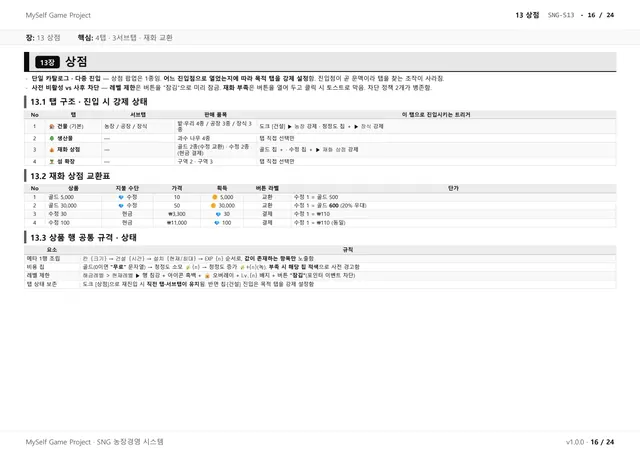 MySelf Game Project
13 상점 SNG-S13 · 16 / 24
장: 13 상점 핵심: 4탭 · 3서브탭 · 재화 교환
13장 상점
· 단일 카탈로그 · 다중 진입 — 상점 팝업은 1종임. 어느 진입점으로 열었는지에 따라 목적 탭을 강제 설정함. 진입점이 곧 문맥이라 탭을 찾는 조작이 사라짐.
· 사전 비활성 vs 사후 차단 — 레벨 제한은 버튼을 "잠김"으로 미리 잠금. 재화 부족은 버튼을 열어 두고 클릭 시 토스트로 막음. 차단 정책 2개가 병존함.
13.1 탭 구조 · 진입 시 강제 상태
No 탭 서브탭 판매 품목 이 탭으로 진입시키는 트리거
1 건물 (기본) 농장 / 공장 / 장식 밭·우리 4종 / 공장 3종 / 장식 3종 도크 [건설] ▶ 농장 강제 · 청정도 칩 + ▶ 장식 강제
2 생산물 — 과수 나무 4종 탭 직접 선택만
3 재화 상점 — 골드 2종(수정 교환) · 수정 2종(현금 결제) 골드 칩 + · 수정 칩 + ▶ 재화 상점 강제
4 섬 확장 — 구역 2 · 구역 3 탭 직접 선택만
13.2 재화 상점 교환표
No 상품 지불 수단 가격 획득 버튼 라벨 단가
1 골드 5,000 수정 10 5,000 교환 수정 1 = 골드 500
2 골드 30,000 수정 50 30,000 교환 수정 1 = 골드 600 (20% 우대)
3 수정 30 현금 ₩3,300 30 결제 수정 1 = ₩110
4 수정 100 현금 ₩11,000 100 결제 수정 1 = ₩110 (동일)
13.3 상품 행 공통 규격 · 상태
요소 규칙
메타 1행 조립 칸 {크기} → 건설 {시간} → 설치 {현재/최대} → EXP {n} 순서로, 값이 존재하는 항목만 노출함
비용 칩 골드(0이면 "무료" 문자열) → 청정도 소모 {n} → 청정도 증가 +{n}(녹). 부족 시 해당 칩 적색으로 사전 경고함
레벨 제한 요구레벨 > 현재레벨 ▶ 행 잠금 + 아이콘 흑백 + 오버레이 + Lv.{n} 배지 + 버튼 "잠김"(포인터 이벤트 차단)
탭 상태 보존 도크 [상점]으로 재진입 시 직전 탭·서브탭이 유지됨. 반면 칩·[건설] 진입은 목적 탭을 강제 설정함
MySelf Game Project · SNG 농장경영 시스템
v1.0.0 · 16 / 24